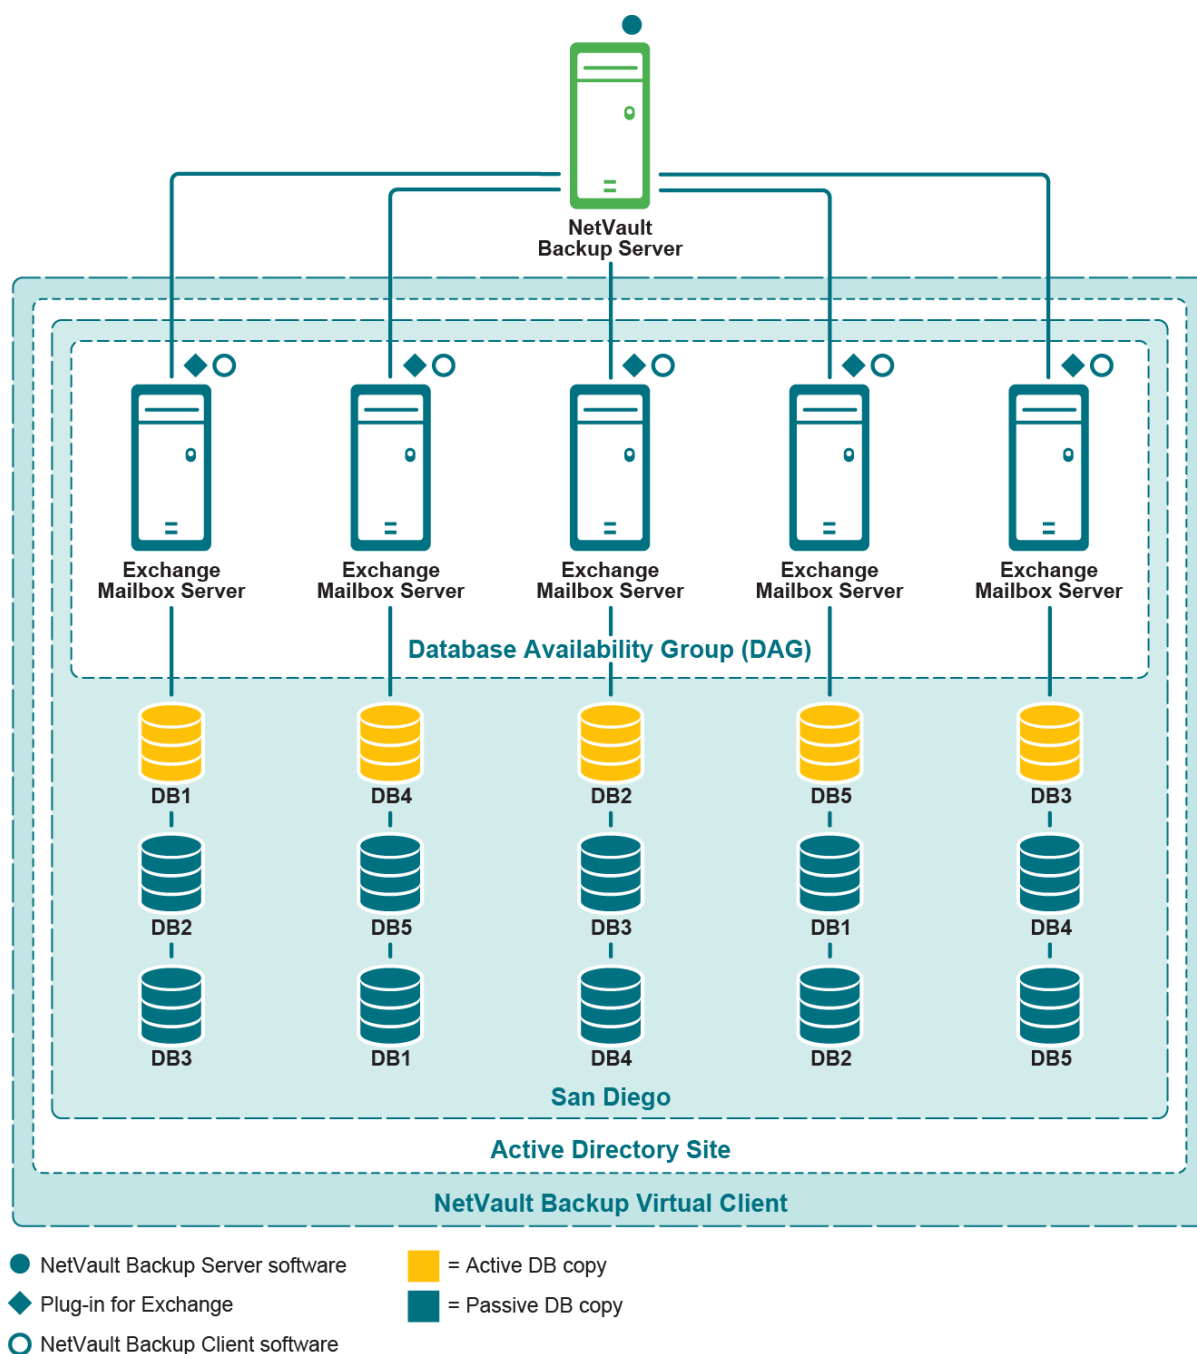 NetVault
Backup Server
Exchange
Mailbox Server
Exchange
Mailbox Server
Exchange
Mailbox Server
Exchange
Mailbox Server
Exchange
Mailbox Server
Database Availability Group (DAG)
DB1
DB4
DB2
DB5
DB3
DB2
DB5
DB3
DB1
DB4
DB3
DB1
DB4
DB2
DB5
San Diego
Active Directory Site
NetVault Backup Virtual Client
NetVault Backup Server software
Plug-in for Exchange
NetVault Backup Client software
= Active DB copy
= Passive DB copy